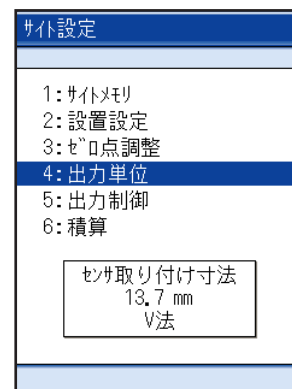 ｻｲﾄ設定
1:ｻｲﾄﾒﾓﾘ
2:設置設定
3:ｾﾞﾛ点調整
4:出力単位
5:出力制御
6:積算
ｾﾝｻ取り付け寸法
13.7 mm
V法